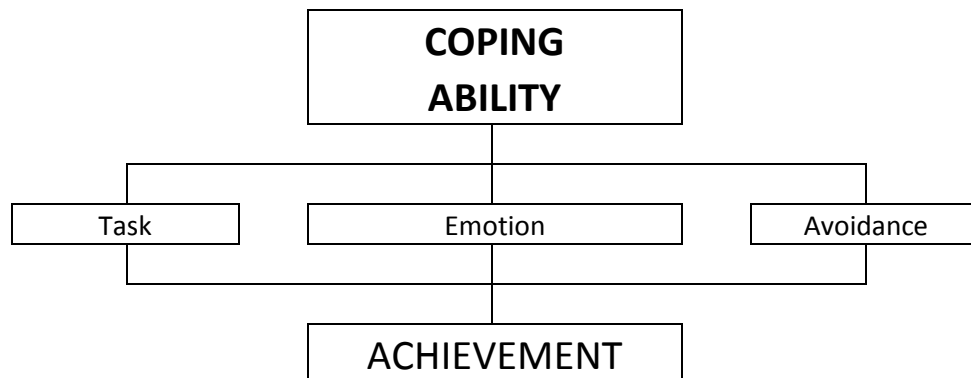 COPING
ABILITY
Task
Emotion
Avoidance
ACHIEVEMENT